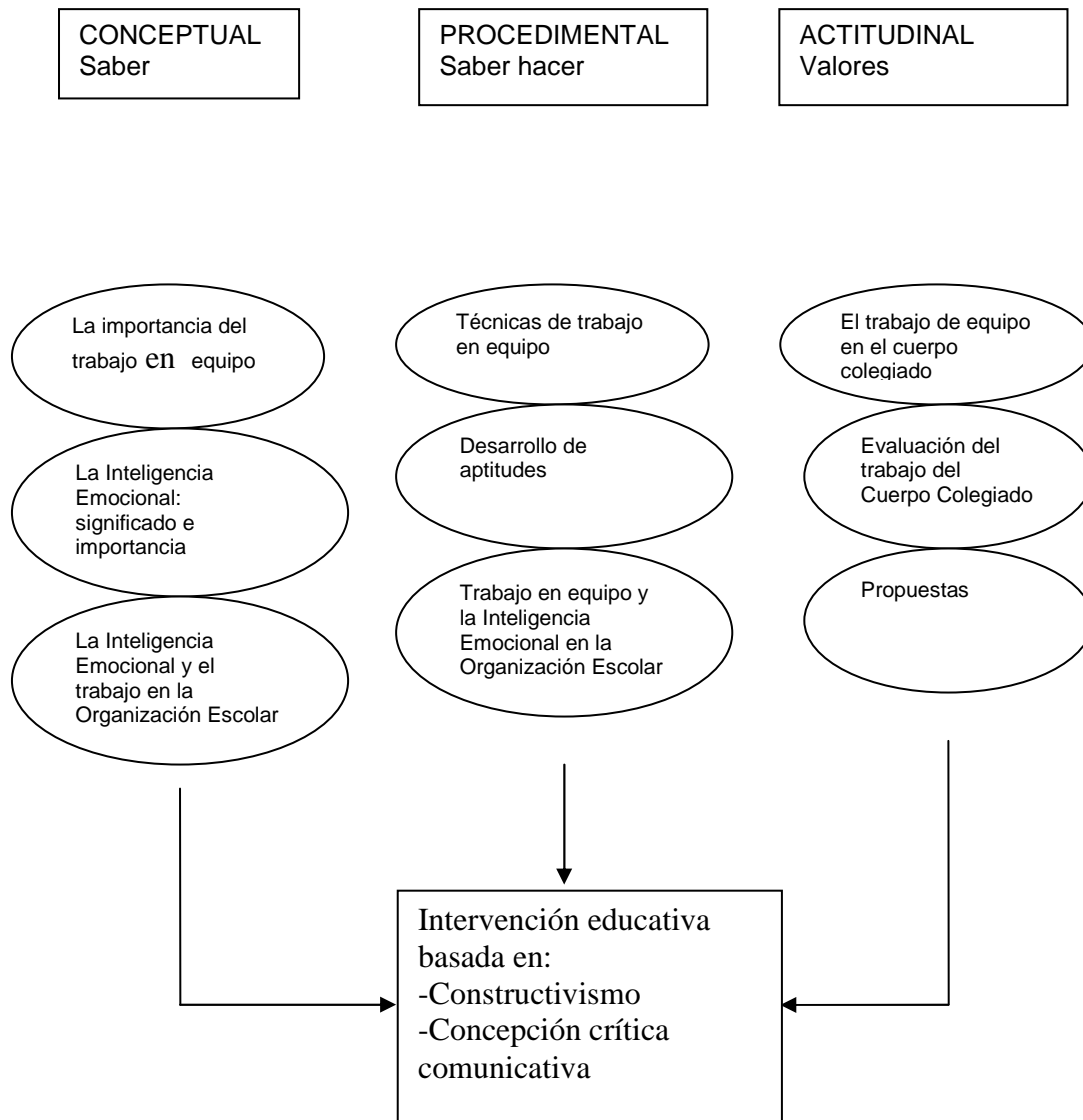 CONCEPTUAL
Saber
PROCEDIMENTAL
Saber hacer
ACTITUDINAL
Valores
La importancia del
trabajo en equipo
La Inteligencia
Emocional:
significado e
importancia
La Inteligencia
Emocional y el
trabajo en la
Organización Escolar
Técnicas de trabajo
en equipo
Desarrollo de
aptitudes
Trabajo en equipo y
la Inteligencia
Emocional en la
Organización Escolar
El trabajo de equipo
en el cuerpo
colegiado
Evaluación del
trabajo del
Cuerpo Colegiado
Propuestas
Intervención educativa
basada en:
-Constructivismo
-Concepción crítica
comunicativa